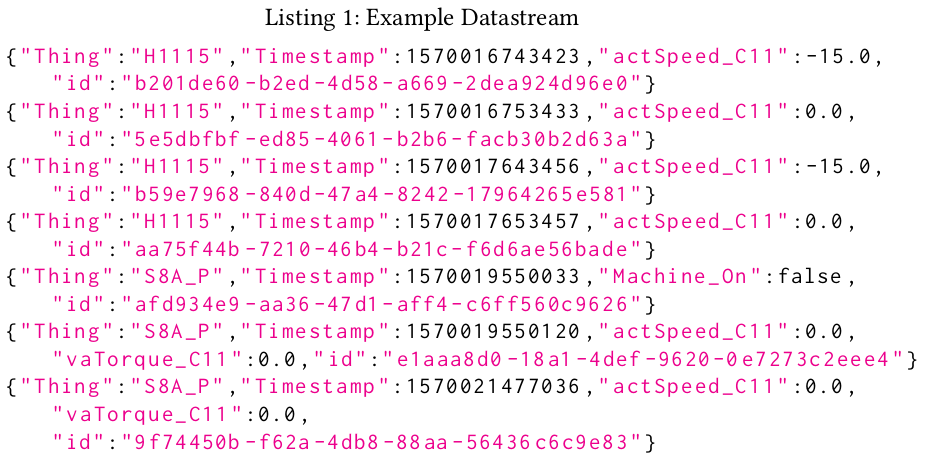 Listing 1: Example Datastream
{"Thing":"H1115","Timestamp":1570016743423,"actSpeed_C11":-15.0,
"id":"b201de60-b2ed-4d58-a669-2dea924d96e0"}
{"Thing":"H1115","Timestamp":1570016753433,"actSpeed_C11":0.0,
"id":"5e5dbfbf-ed85-4061-b2b6-facb30b2d63a"}
{"Thing":"H1115","Timestamp":1570017643456,"actSpeed_C11":-15.0,
"id":"b59e7968-840d-47a4-8242-17964265e581"}
{"Thing":"H1115","Timestamp":1570017653457,"actSpeed_C11":0.0,
"id":"aa75f44b-7210-46b4-b21c-f6d6ae56bade"}
{"Thing":"S8A_P","Timestamp":1570019550033,"Machine_On":false,
"id":"afd934e9-aa36-47d1-aff4-c6ff560c9626"}
{"Thing":"S8A_P","Timestamp":1570019550120,"actSpeed_C11":0.0,
"vaTorque_C11":0.0,"id":"e1aaa8d0-18a1-4def-9620-0e7273c2eee4"}
{"Thing":"S8A_P","Timestamp":1570021477036,"actSpeed_C11":0.0,
"vaTorque_C11":0.0,
"id":"9f74450b-f62a-4db8-88aa-56436c6c9e83"}